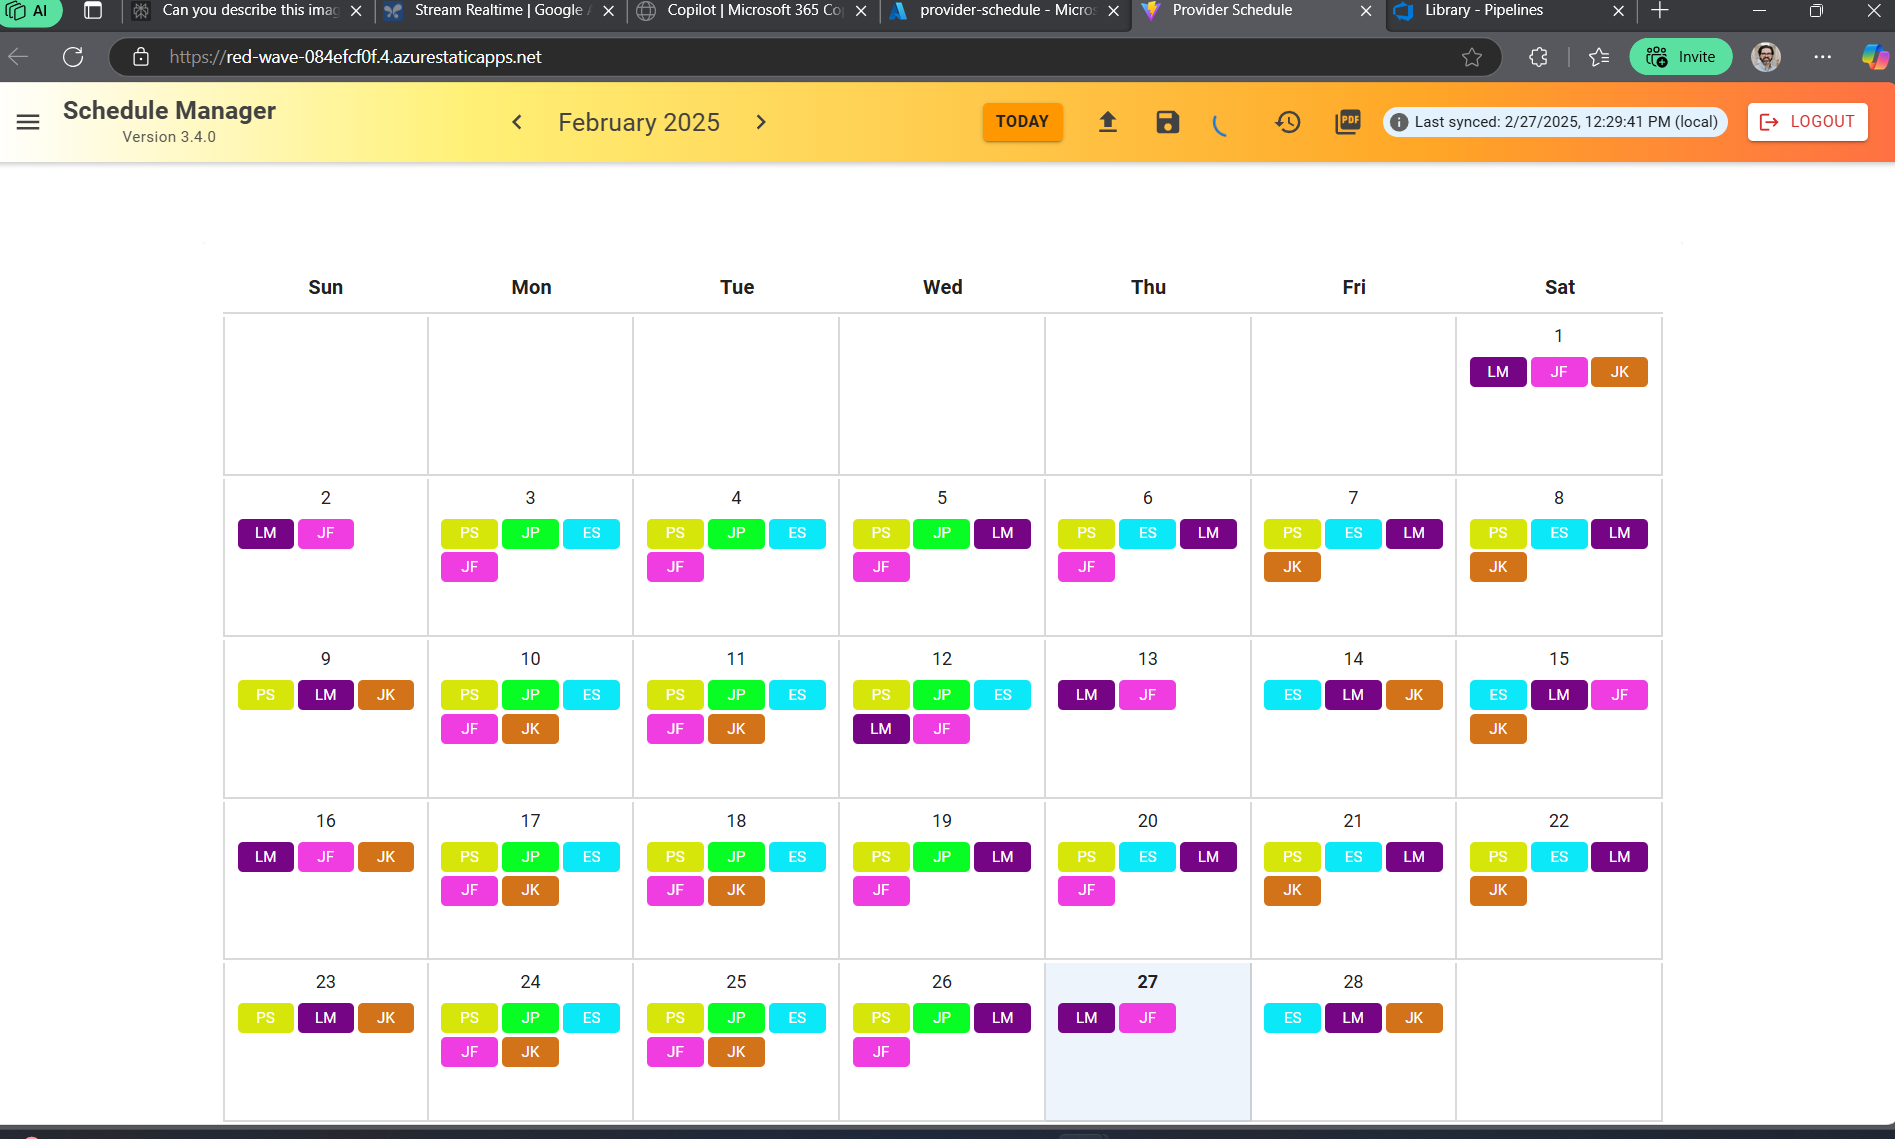 AI Can you describe this imag Stream Realtime | Google Copilot | Microsoft 365 Co provider-schedule - Micros Provider Schedule Library - Pipelines
https://red-wave-084efcf0f.4.azurestaticapps.net Invite
Schedule Manager
Version 3.4.0
February 2025
TODAY
PDF
Last synced: 2/27/2025, 12:29:41 PM (local)
LOGOUT
Sun Mon Tue Wed Thu Fri Sat
1
LM JF JK
2 3 4 5 6 7 8
LM JF PS JP ES PS JP ES PS JP LM PS ES LM PS ES LM PS ES LM
JF JF JF JF JK JK
9 10 11 12 13 14 15
PS LM JK PS JP ES PS JP ES PS JP ES LM JF ES LM JK ES LM JF
JF JK JF JK LM JF JK
16 17 18 19 20 21 22
LM JF JK PS JP ES PS JP ES PS JP LM PS ES LM PS ES LM PS ES LM
JF JK JF JK JF JF JK JK
23 24 25 26 27 28
PS LM JK PS JP ES PS JP ES PS JP LM LM JF ES LM JK
JF JK JF JK JF